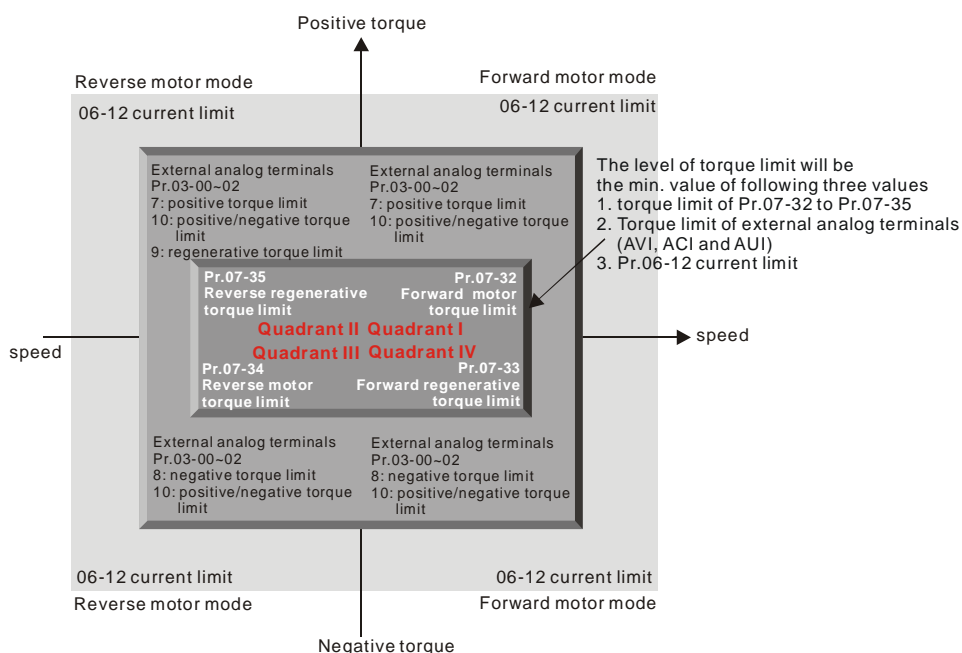 Positive torque
Reverse motor mode
Forward motor mode
06-12 current limit
06-12 current limit
External analog terminals
Pr.03-00~02
7: positive torque limit
10: positive/negative torque
limit
9: regenerative torque limit
External analog terminals
Pr.03-00~02
7: positive torque limit
10: positive/negative torque
limit
The level of torque limit will be
the min. value of following three values
1. torque limit of Pr.07-32 to Pr.07-35
2. Torque limit of external analog terminals
(AVI, ACI and AUI)
3. Pr.06-12 current limit
Pr.07-35
Reverse regenerative
torque limit
Pr.07-32
Forward motor
torque limit
Quadrant II Quadrant I
Quadrant III Quadrant IV
speed
speed
Pr.07-34
Reverse motor
torque limit
Pr.07-33
Forward regenerative
torque limit
External analog terminals
Pr.03-00~02
8: negative torque limit
10: positive/negative torque
limit
External analog terminals
Pr.03-00~02
8: negative torque limit
10: positive/negative torque
limit
06-12 current limit
06-12 current limit
Reverse motor mode
Forward motor mode
Negative torque